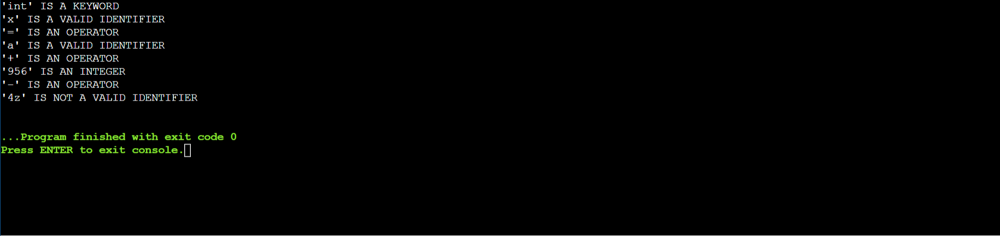 'int' IS A KEYWORD
'x' IS A VALID IDENTIFIER
'=' IS AN OPERATOR
'a' IS A VALID IDENTIFIER
'+' IS AN OPERATOR
'956' IS AN INTEGER
'-' IS AN OPERATOR
'4z' IS NOT A VALID IDENTIFIER
...Program finished with exit code 0
Press ENTER to exit console.